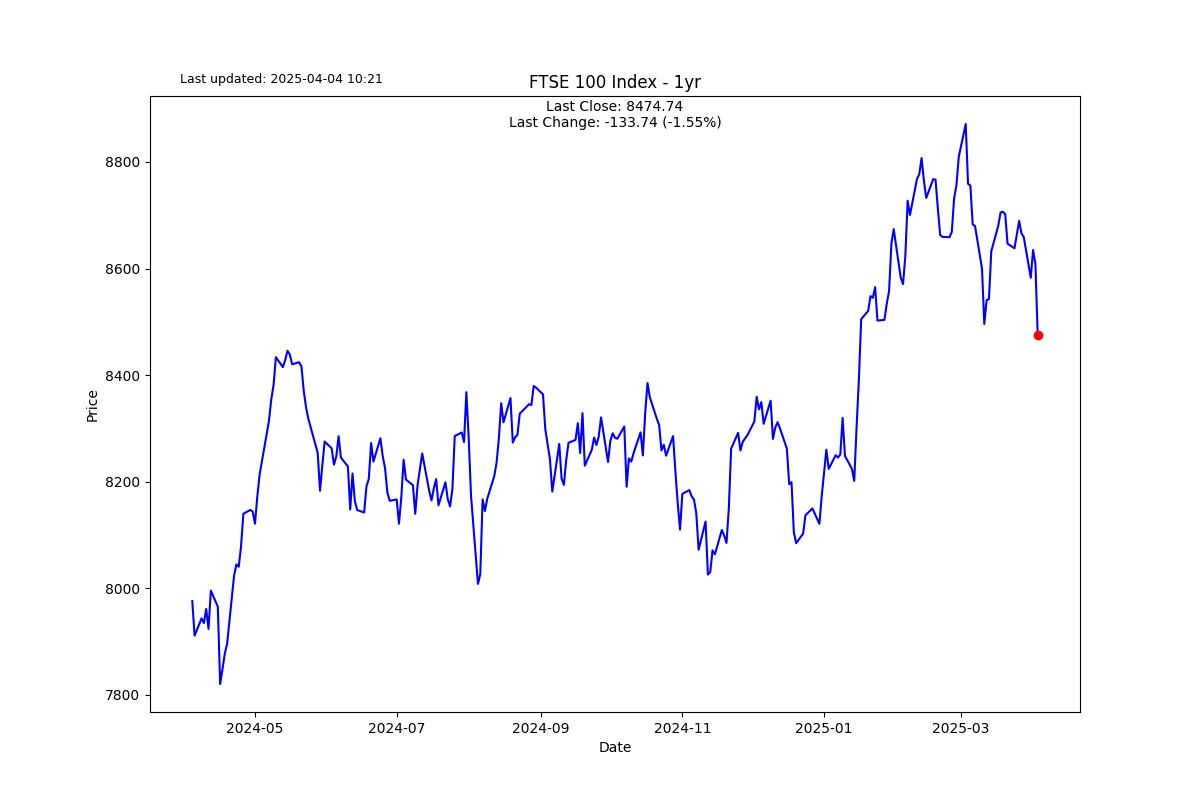 Last updated: 2025-04-04 10:21
FTSE 100 Index - 1yr
Last Close: 8474.74
Last Change: -133.74 (-1.55%)
Price
8800
8600
8400
8200
8000
7800
2024-05 2024-07 2024-09 2024-11 2025-01 2025-03
Date